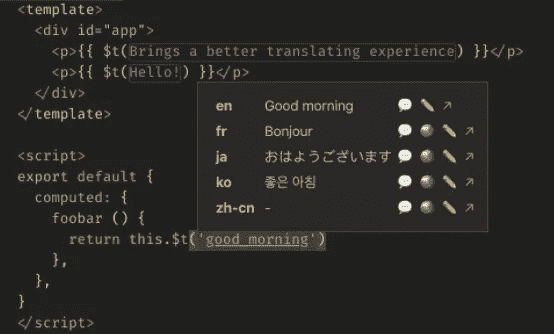 <template>
<div id="app">
<p>{{ $t(Brings a better translating experience) }}</p>
<p>{{ $t(Hello!) }}</p>
</div>
</template>
en Good morning
fr Bonjour
ja おはようございます
ko 좋은 아침
zh-cn -
<script>
export default {
computed: {
foobar () {
return this.$t('good morning')
},
},
}
</script>